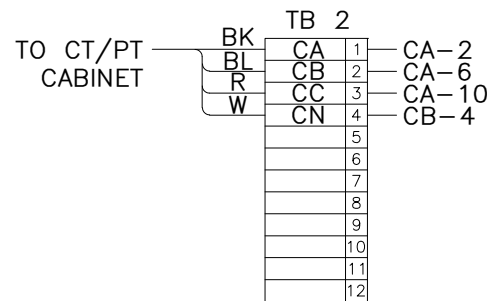 TB 2
TO CT/PT CABINET
BK CA 1 CA-2
BL CB 2 CA-6
R CC 3 CA-10
W CN 4 CB-4
5
6
7
8
9
10
11
12